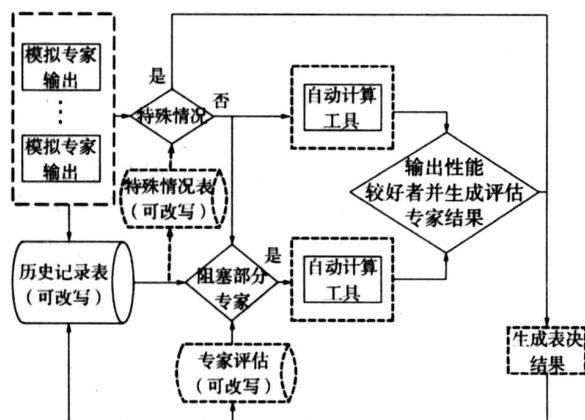 模拟专家
输出
⋮
模拟专家
输出
是
否
特殊情况
自动计算
工具
特殊情况表
(可改写)
输出性能
较好者并生成评估
专家结果
历史记录表
(可改写)
阻塞部分
专家
是
自动计算
工具
专家评估
(可改写)
生成表决
结果